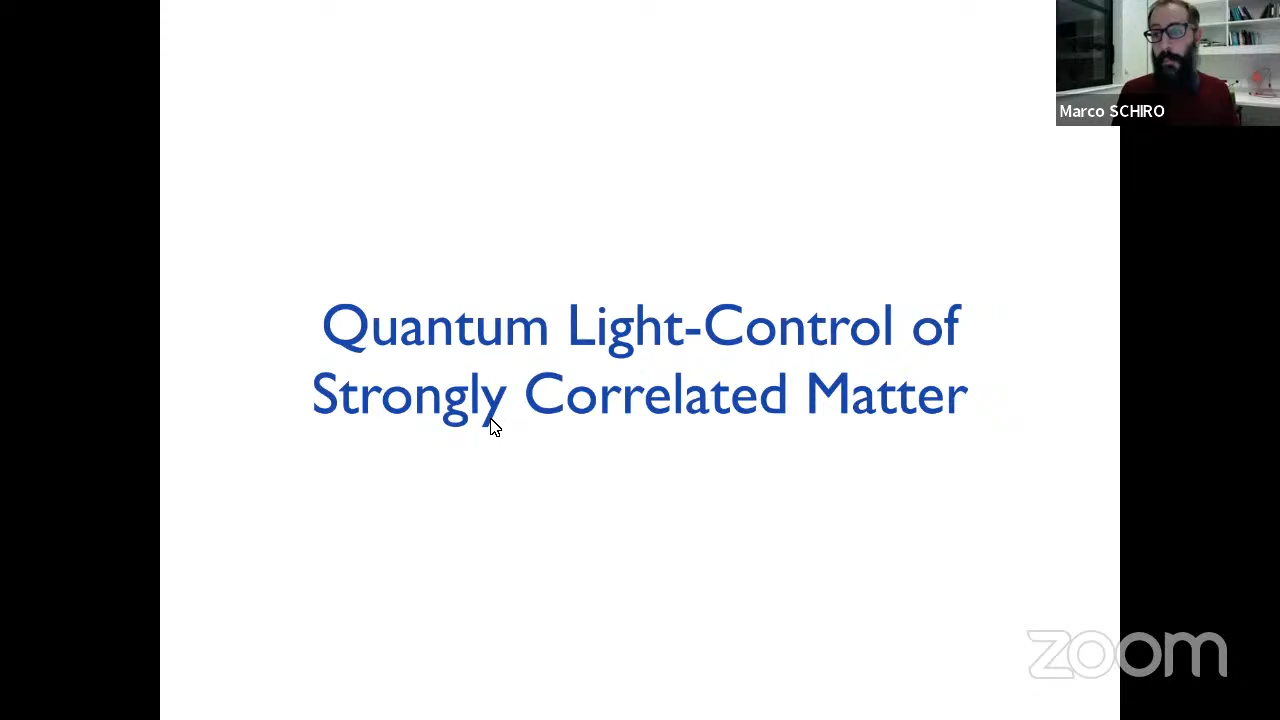 Marco SCHIRO
Quantum Light-Control of
Strongly Correlated Matter
zoom